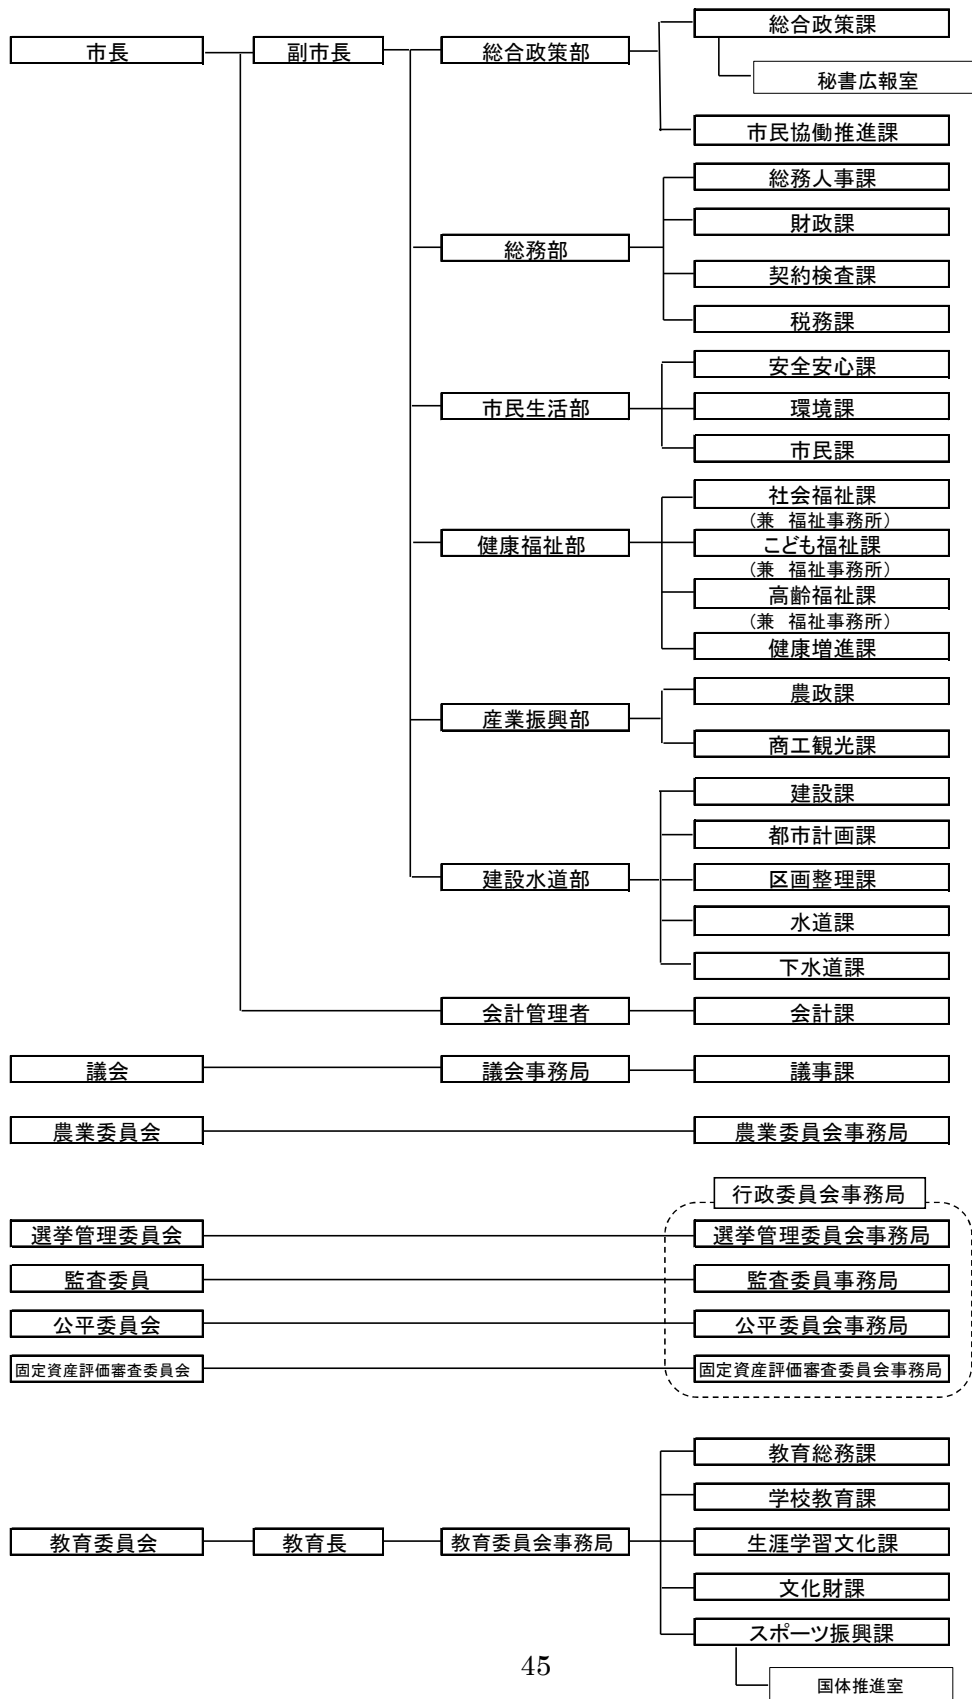 総合政策課
市長
副市長
総合政策部
秘書広報室
市民協働推進課
総務人事課
財政課
総務部
契約検査課
税務課
安全安心課
市民生活部
環境課
市民課
社会福祉課
（兼　福祉事務所）
健康福祉部
こども福祉課
（兼　福祉事務所）
高齢福祉課
（兼　福祉事務所）
健康増進課
農政課
産業振興部
商工観光課
建設課
都市計画課
建設水道部
区画整理課
水道課
下水道課
会計管理者
会計課
議会
議会事務局
議事課
農業委員会
農業委員会事務局
行政委員会事務局
選挙管理委員会
選挙管理委員会事務局
監査委員
監査委員事務局
公平委員会
公平委員会事務局
固定資産評価審査委員会
固定資産評価審査委員会事務局
教育総務課
学校教育課
教育委員会
教育長
教育委員会事務局
生涯学習文化課
文化財課
スポーツ振興課
国体推進室
45